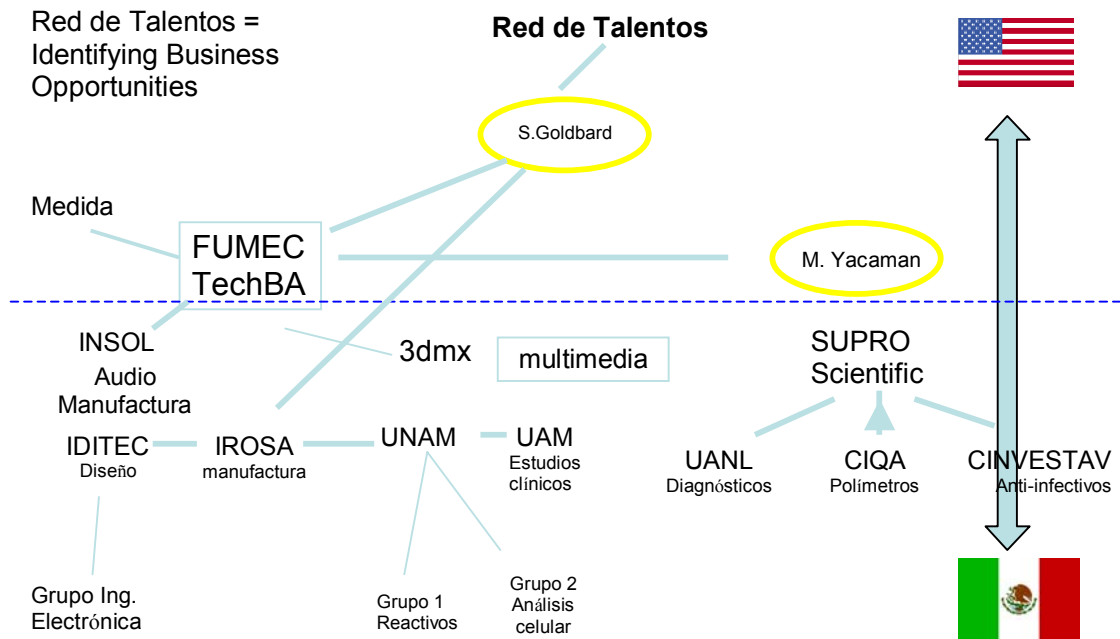 Red de Talentos =
Identifying Business
Opportunities
Red de Talentos
S.Goldbard
Medida
FUMEC
TechBA
M. Yacaman
INSOL
Audio
Manufactura
3dmx
multimedia
SUPRO
Scientific
IDITEC
Diseño
IROSA
manufactura
UNAM
UAM
Estudios
clínicos
UANL
Diagnósticos
CIQA
Polímetros
CINVESTAV
Anti-infectivos
Grupo Ing.
Electrónica
Grupo 1
Reactivos
Grupo 2
Análisis
celular